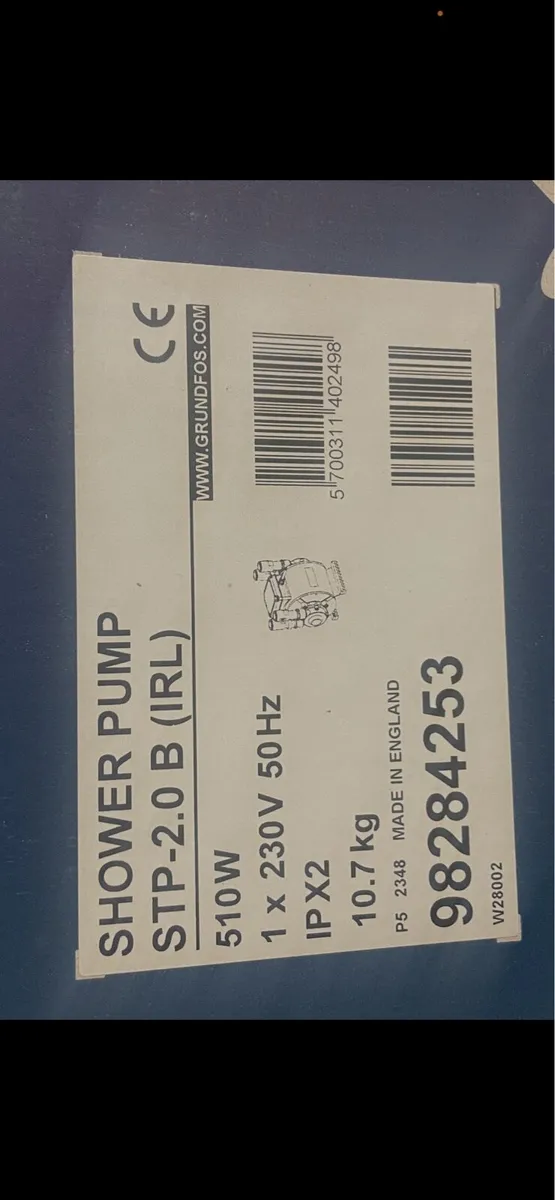 SHOWER PUMP
STP-2.0 B (IRL)
CE
WWW.GRUNDFOS.COM
510W
1 x 230V 50Hz
IP X2
10.7 kg
5 700311 402498
P5 2348 MADE IN ENGLAND
98284253
W28002